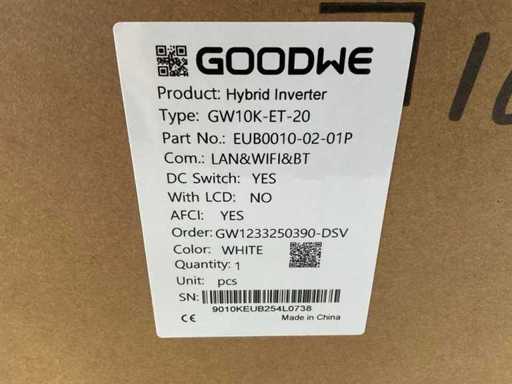 GOODWE
Product: Hybrid Inverter
Type: GW10K-ET-20
Part No.: EUB0010-02-01P
Com.: LAN&WIFI&BT
DC Switch: YES
With LCD: NO
AFCI: YES
Order: GW1233250390-DSV
Color: WHITE
Quantity: 1
Unit: pcs
SN:
9010KEUB254L0738
CE Made in China